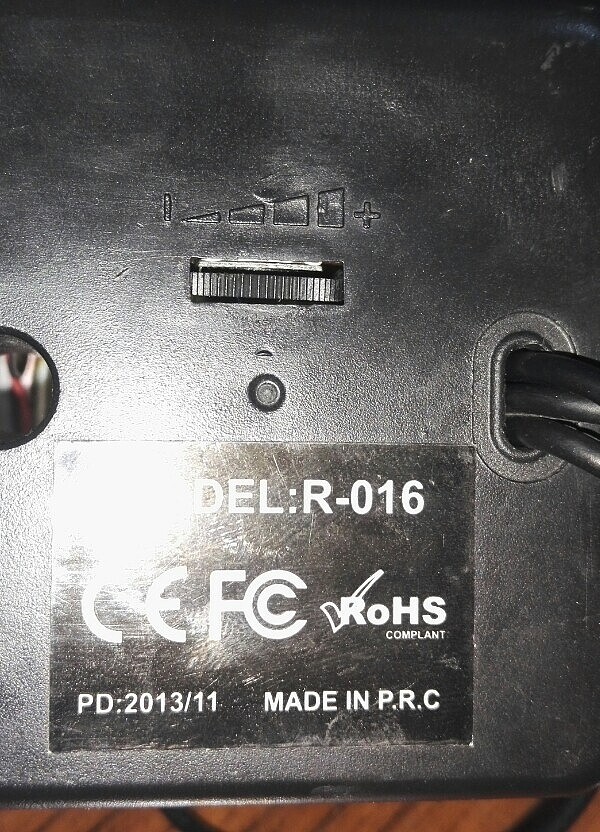 - +
DEL:R-016
CE FC RoHS
COMPLANT
PD:2013/11 MADE IN P.R.C